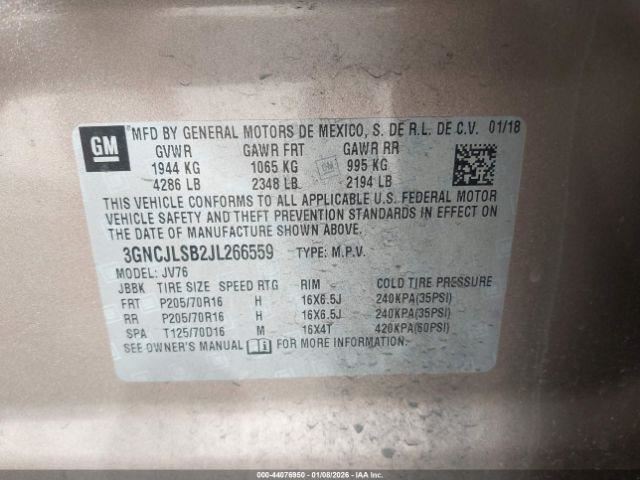 GM
MFD BY GENERAL MOTORS DE MEXICO, S. DE R.L. DE C.V. 01/18
GVWR GAWR FRT GAWR RR
1944 KG 1065 KG 995 KG
4286 LB 2348 LB 2194 LB
THIS VEHICLE CONFORMS TO ALL APPLICABLE U.S. FEDERAL MOTOR
VEHICLE SAFETY AND THEFT PREVENTION STANDARDS IN EFFECT ON
THE DATE OF MANUFACTURE SHOWN ABOVE.
3GNCJLSB2JL266559 TYPE: M.P.V.
MODEL: JV76
JBBK TIRE SIZE SPEED RTG RIM COLD TIRE PRESSURE
FRT P205/70R16 H 16X6.5J 240KPA(35PSI)
RR P205/70R16 H 16X6.5J 240KPA(35PSI)
SPA T125/70D16 M 16X4T 420KPA(60PSI)
SEE OWNER'S MANUAL FOR MORE INFORMATION.
000-44076950 | 01/08/2026 - © IAA Holdings, LLC